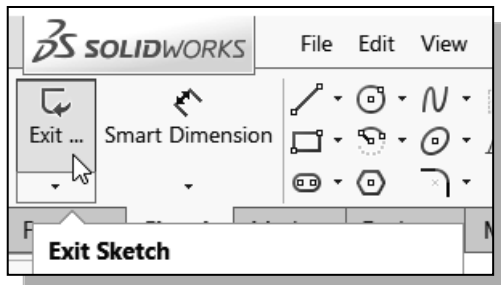 SOLIDWORKS File Edit View
Exit ... Smart Dimension
Exit Sketch